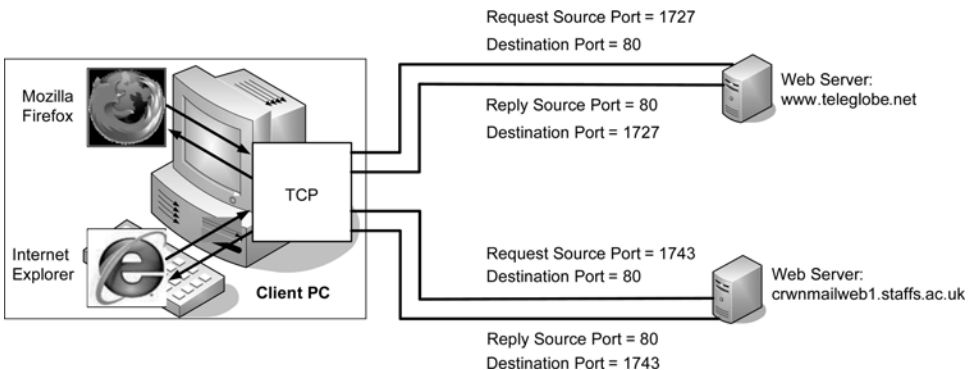 Request Source Port = 1727
Destination Port = 80
Mozilla
Firefox
Web Server:
www.teleglobe.net
Reply Source Port = 80
Destination Port = 1727
TCP
Internet
Explorer
Client PC
Request Source Port = 1743
Destination Port = 80
Web Server:
crwnmailweb1.staffs.ac.uk
Reply Source Port = 80
Destination Port = 1743